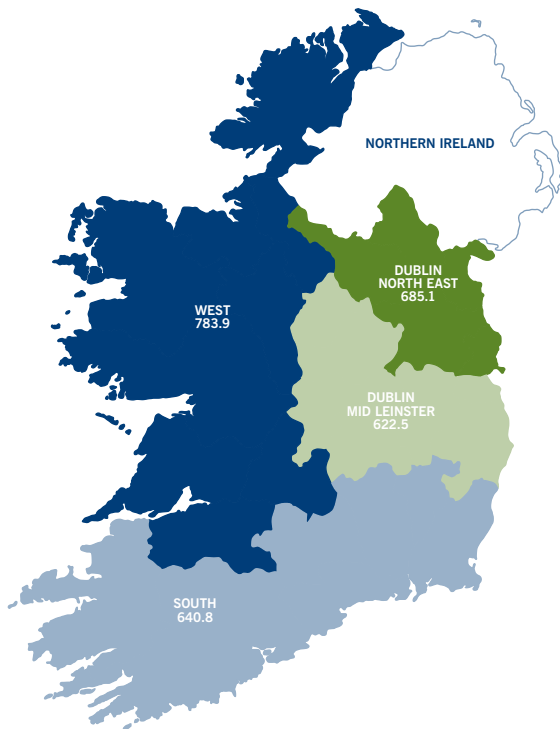 NORTHERN IRELAND
DUBLIN
NORTH EAST
685.1
WEST
783.9
DUBLIN
MID LEINSTER
622.5
SOUTH
640.8